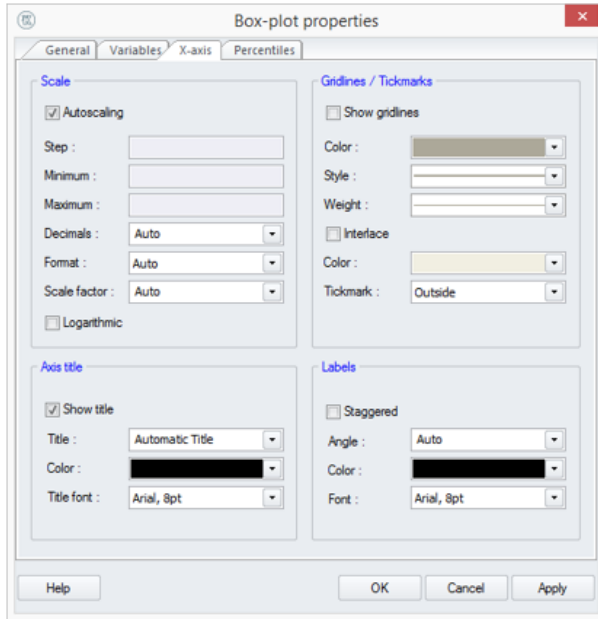 Box-plot properties
General Variables X-axis Percentiles
Scale
Autoscaling
Step :
Minimum :
Maximum :
Decimals : Auto
Format : Auto
Scale factor : Auto
Logarithmic
Gridlines / Tickmarks
Show gridlines
Color :
Style :
Weight :
Interlace
Color :
Tickmark : Outside
Axis title
Show title
Title : Automatic Title
Color :
Title font : Arial, 8pt
Labels
Staggered
Angle : Auto
Color :
Font : Arial, 8pt
Help OK Cancel Apply